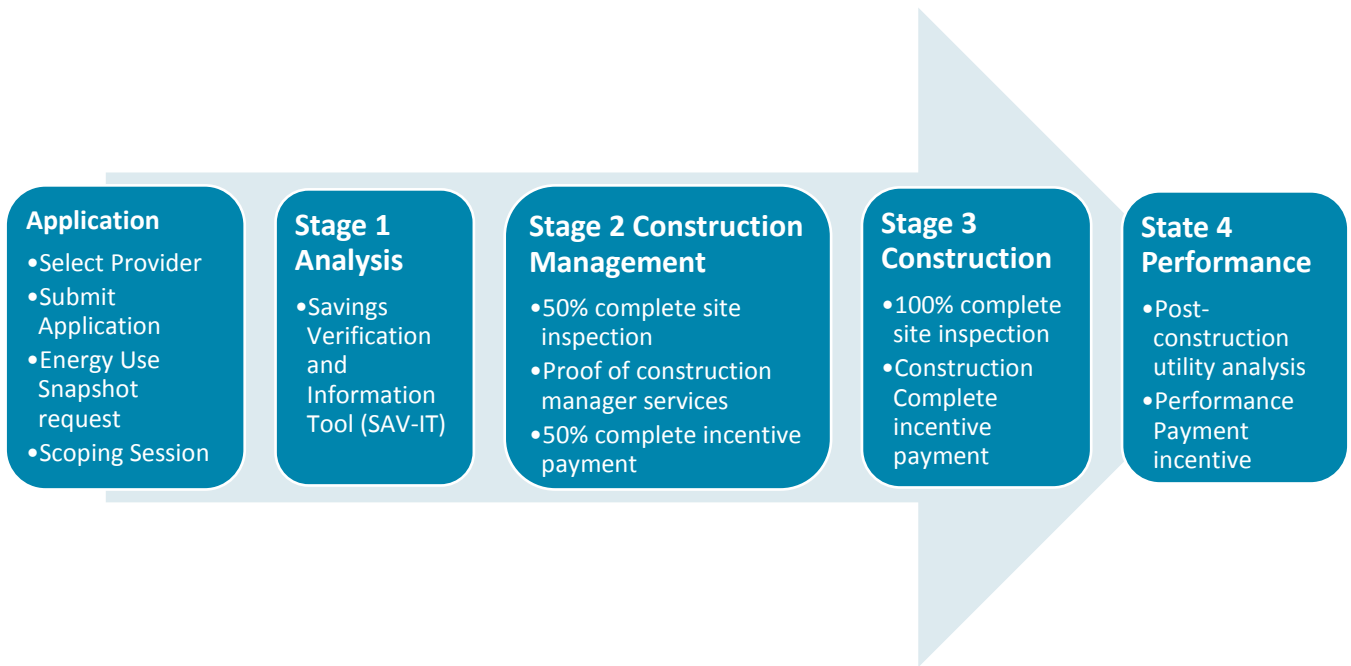 Application
•Select Provider
•Submit
Application
•Energy Use
Snapshot
request
•Scoping Session
Stage 1
Analysis
•Savings
Verification
and
Information
Tool (SAV-IT)
Stage 2 Construction
Management
•50% complete site
inspection
•Proof of construction
manager services
•50% complete incentive
payment
Stage 3
Construction
•100% complete
site inspection
•Construction
Complete
incentive
payment
State 4
Performance
•Post-
construction
utility analysis
•Performance
Payment
incentive